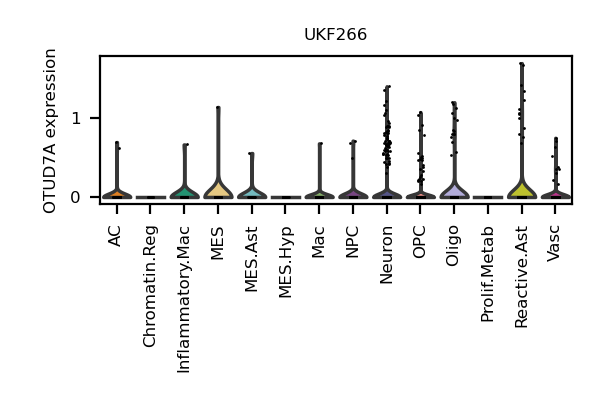 UKF266
OTUD7A expression
1
0
AC
Chromatin.Reg
Inflammatory.Mac
MES
MES.Ast
MES.Hyp
Mac
NPC
Neuron
OPC
Oligo
Prolif.Metab
Reactive.Ast
Vasc